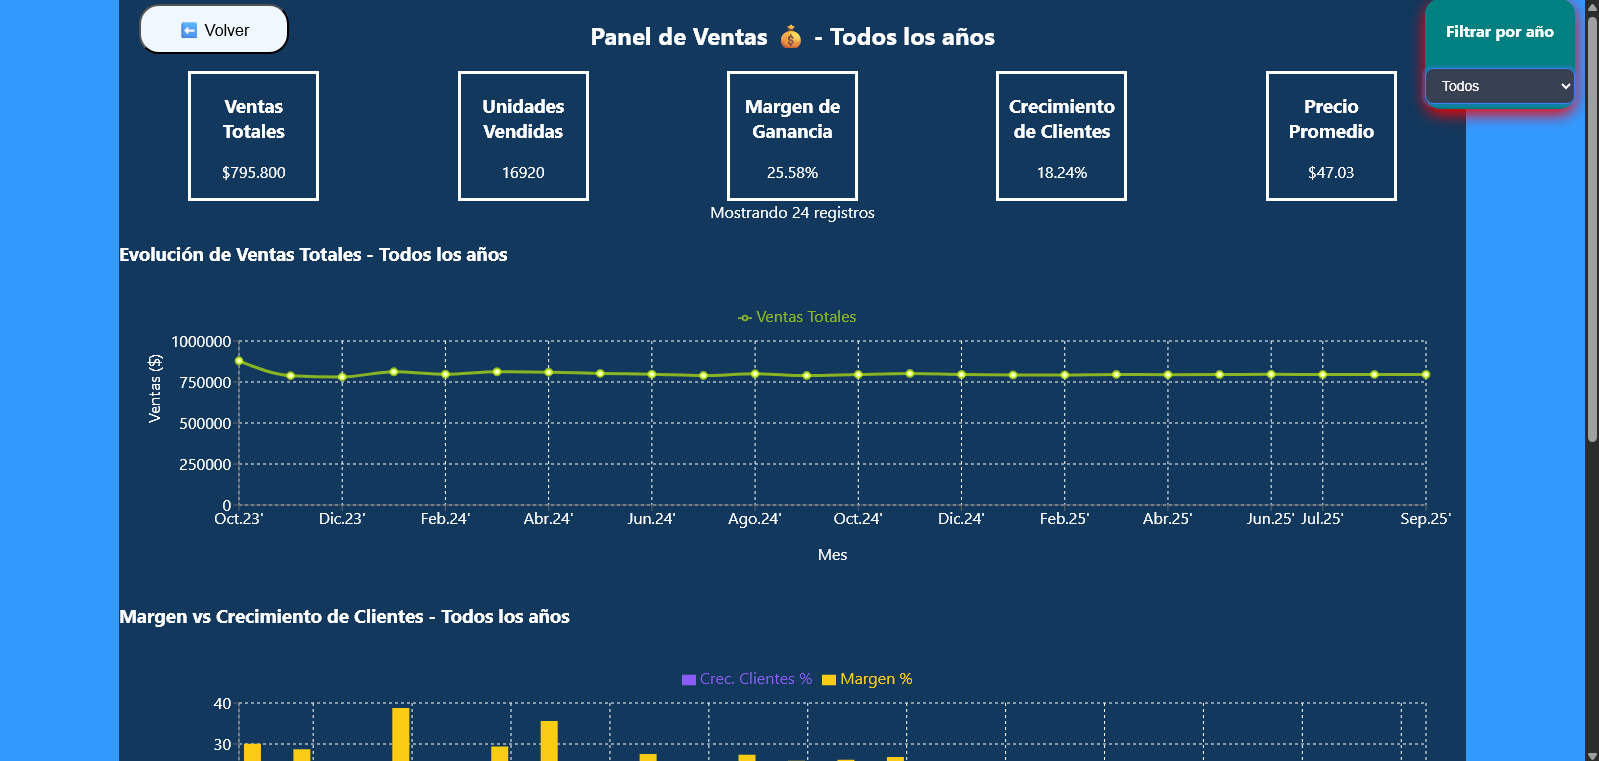 ⬅️ Volver
Panel de Ventas 💰 - Todos los años
Filtrar por año
Todos
Ventas
Totales
$795.800
Unidades
Vendidas
16920
Margen de
Ganancia
25.58%
Crecimiento
de Clientes
18.24%
Precio
Promedio
$47.03
Mostrando 24 registros
Evolución de Ventas Totales - Todos los años
Ventas Totales
Ventas ($)
1000000
750000
500000
250000
0
Oct.23' Dic.23' Feb.24' Abr.24' Jun.24' Ago.24' Oct.24' Dic.24' Feb.25' Abr.25' Jun.25' Jul.25' Sep.25'
Mes
Margen vs Crecimiento de Clientes - Todos los años
Crec. Clientes % Margen %
40
30